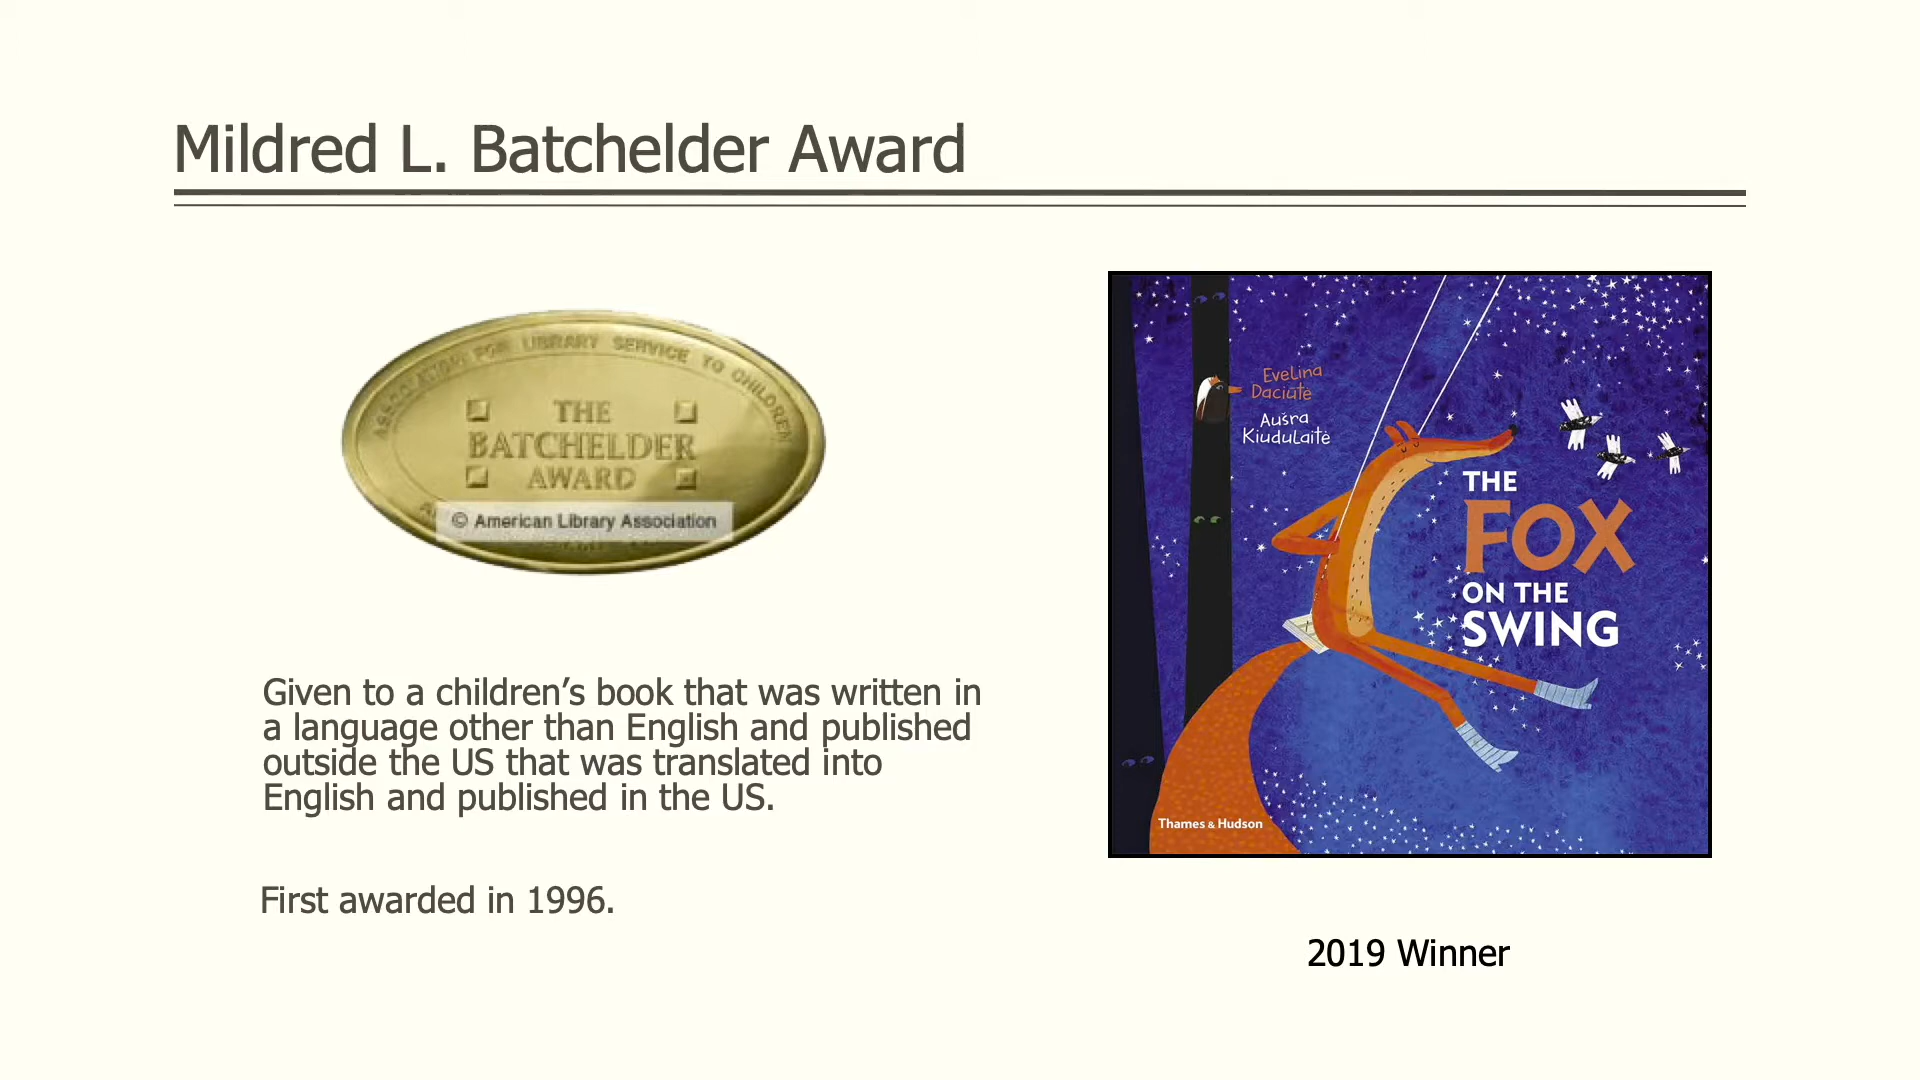 Mildred L. Batchelder Award
ASSOCIATION FOR LIBRARY SERVICE TO CHILDREN
THE
BATCHELDER
AWARD
© American Library Association
Given to a children’s book that was written in
a language other than English and published
outside the US that was translated into
English and published in the US.
First awarded in 1996.
Evelina
Daciūtė
Aušra
Kiudulaitė
THE
FOX
ON THE
SWING
Thames & Hudson
2019 Winner